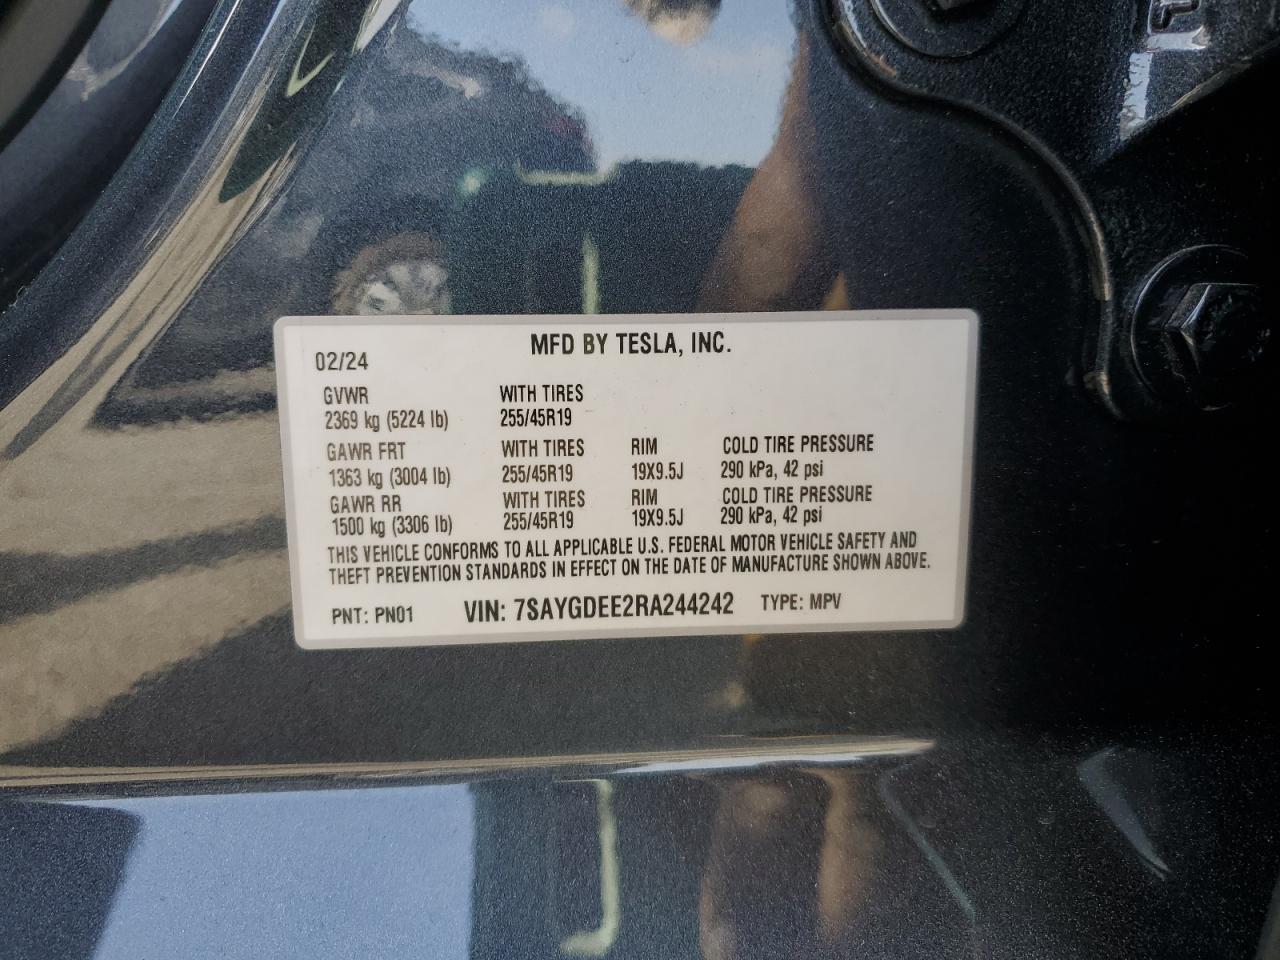 MFD BY TESLA, INC.
02/24
GVWR WITH TIRES
2369 kg (5224 lb) 255/45R19
GAWR FRT WITH TIRES RIM COLD TIRE PRESSURE
1363 kg (3004 lb) 255/45R19 19X9.5J 290 kPa, 42 psi
GAWR RR WITH TIRES RIM COLD TIRE PRESSURE
1500 kg (3306 lb) 255/45R19 19X9.5J 290 kPa, 42 psi
THIS VEHICLE CONFORMS TO ALL APPLICABLE U.S. FEDERAL MOTOR VEHICLE SAFETY AND
THEFT PREVENTION STANDARDS IN EFFECT ON THE DATE OF MANUFACTURE SHOWN ABOVE.
PNT: PN01 VIN: 7SAYGDEE2RA244242 TYPE: MPV